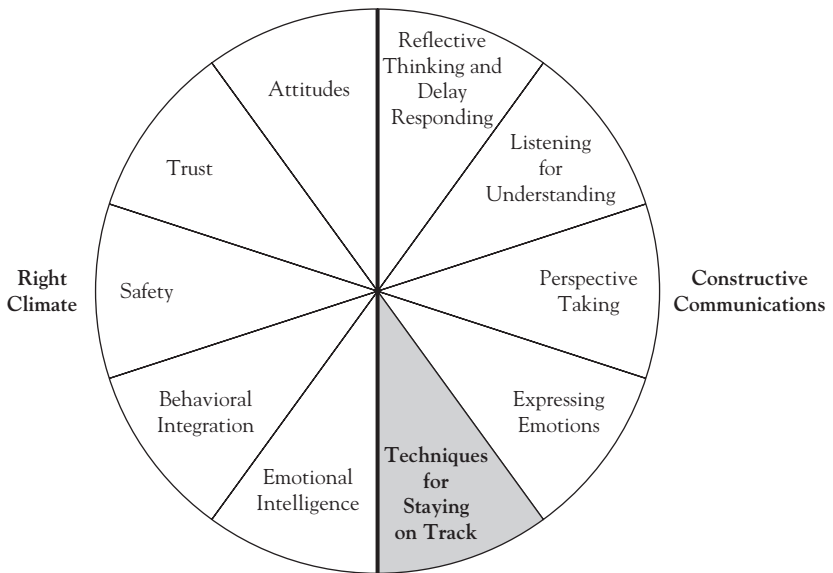 Reflective
Thinking and
Delay
Responding
Attitudes
Listening
for
Understanding
Trust
Right
Climate
Safety
Perspective
Taking
Constructive
Communications
Behavioral
Integration
Expressing
Emotions
Emotional
Intelligence
Techniques
for
Staying
on Track